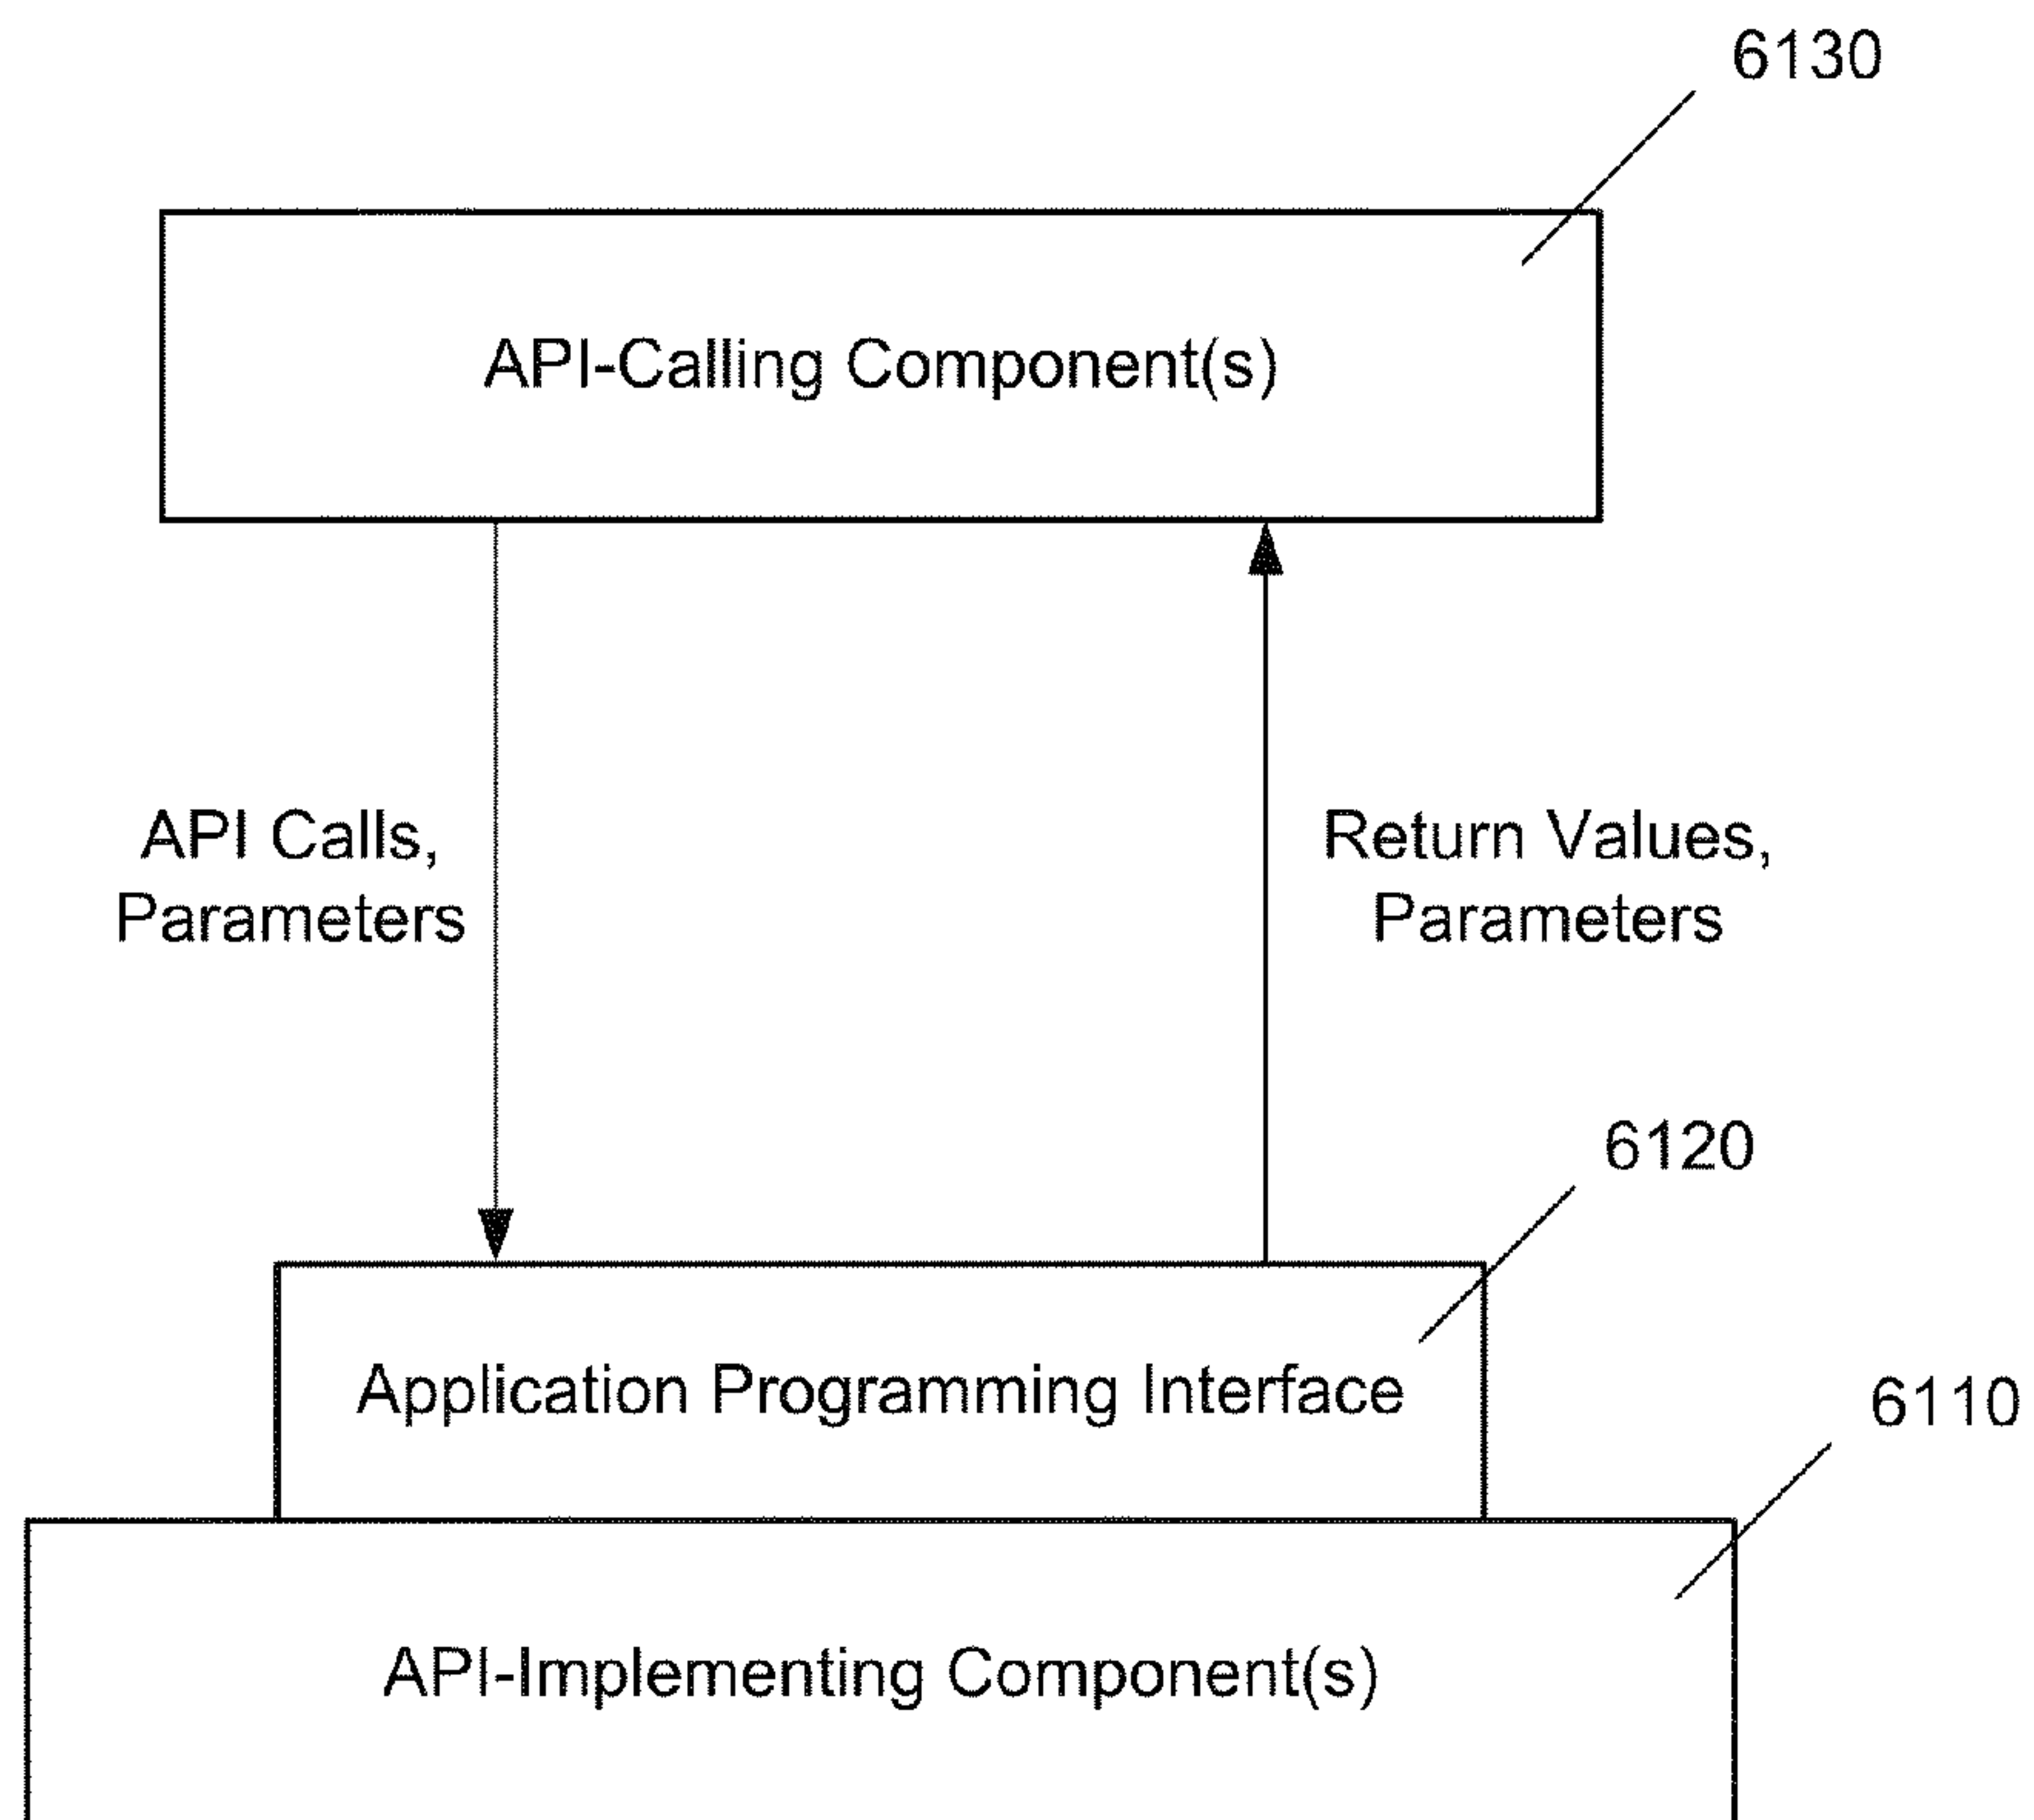 6130
API-Calling Component(s)
API Calls,
Parameters
Return Values,
Parameters
6120
Application Programming Interface
6110
API-Implementing Component(s)